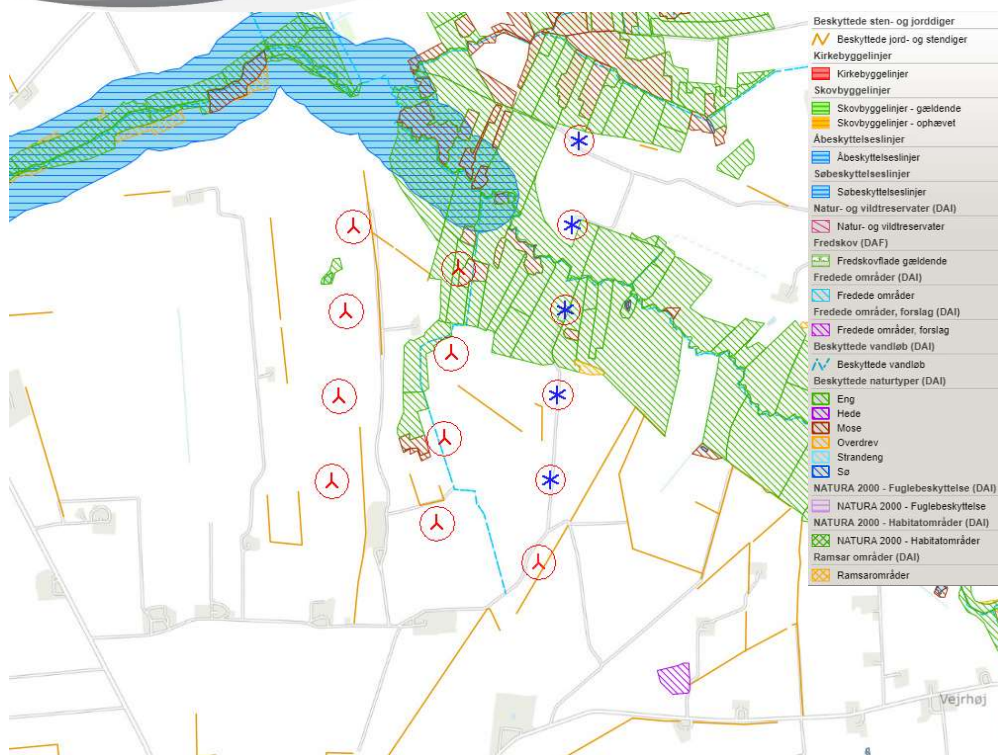 Beskyttede sten- og jorddiger
Beskyttede jord- og stendiger
Kirkebyggelinjer
Kirkebyggelinjer
Skovbyggelinjer
Skovbyggelinjer - gældende
Skovbyggelinjer - ophævet
Åbeskyttelseslinjer
Åbeskyttelseslinjer
Søbeskyttelseslinjer
Søbeskyttelseslinjer
Natur- og vildtreservater (DAI)
Natur- og vildtreservater
Fredskov (DAF)
Fredskovflade gældende
Fredede områder (DAI)
Fredede områder
Fredede områder, forslag (DAI)
Fredede områder, forslag
Beskyttede vandløb (DAI)
Beskyttede vandløb
Beskyttede naturtyper (DAI)
Eng
Hede
Mose
Overdrev
Strandeng
Sø
NATURA 2000 - Fuglebeskyttelse (DAI)
NATURA 2000 - Fuglebeskyttelse
NATURA 2000 - Habitatområder (DAI)
NATURA 2000 - Habitatområder
Ramsar områder (DAI)
Ramsarområder
Vejrhøj